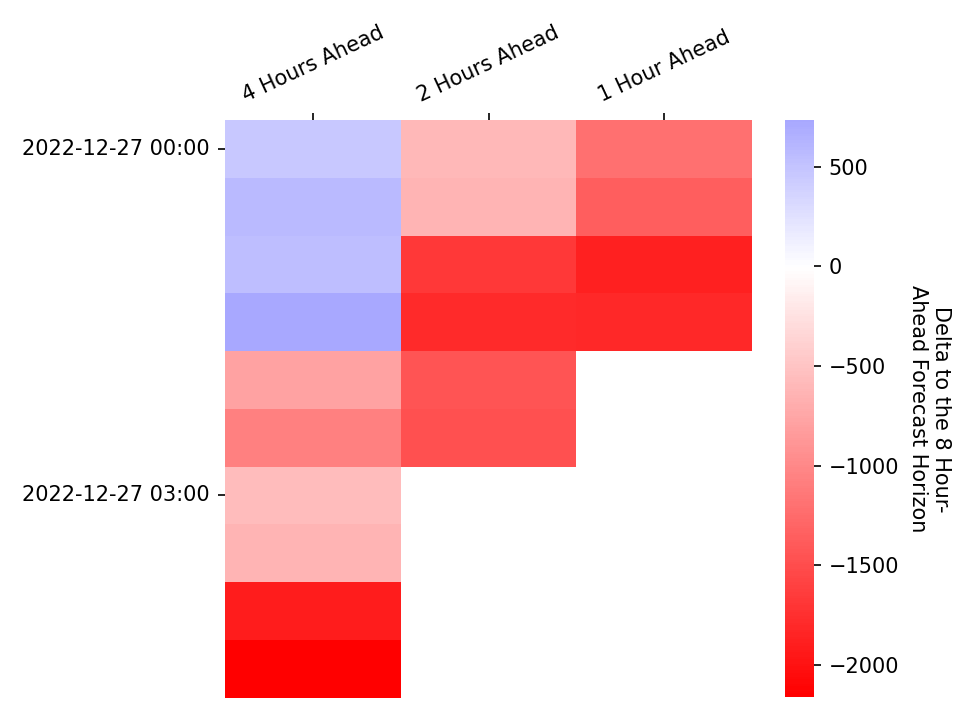 4 Hours Ahead
2 Hours Ahead
1 Hour Ahead
2022-12-27 00:00
2022-12-27 03:00
500
0
−500
−1000
−1500
−2000
Delta to the 8 Hour-
Ahead Forecast Horizon